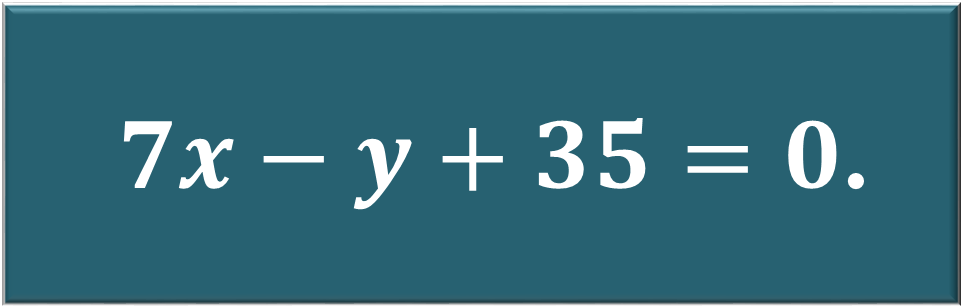 7x − y + 35 = 0.